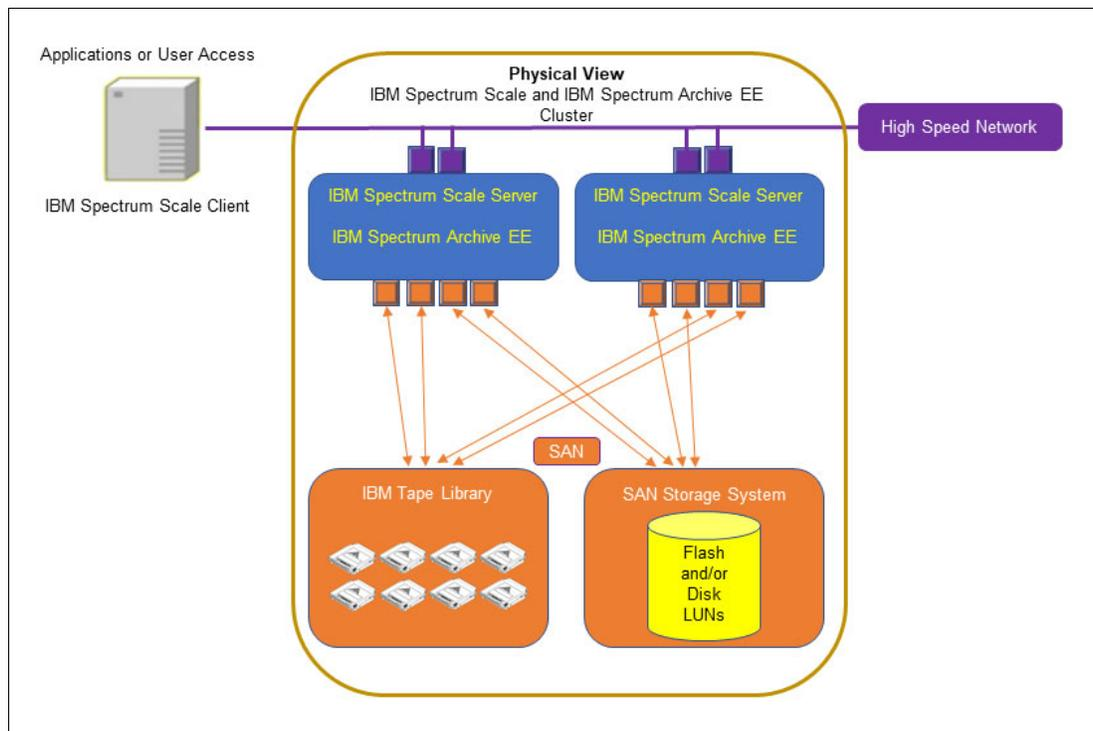 Applications or User Access
IBM Spectrum Scale Client
Physical View
IBM Spectrum Scale and IBM Spectrum Archive EE
Cluster
High Speed Network
IBM Spectrum Scale Server
IBM Spectrum Archive EE
IBM Spectrum Scale Server
IBM Spectrum Archive EE
SAN
IBM Tape Library
SAN Storage System
Flash
and/or
Disk
LUNs